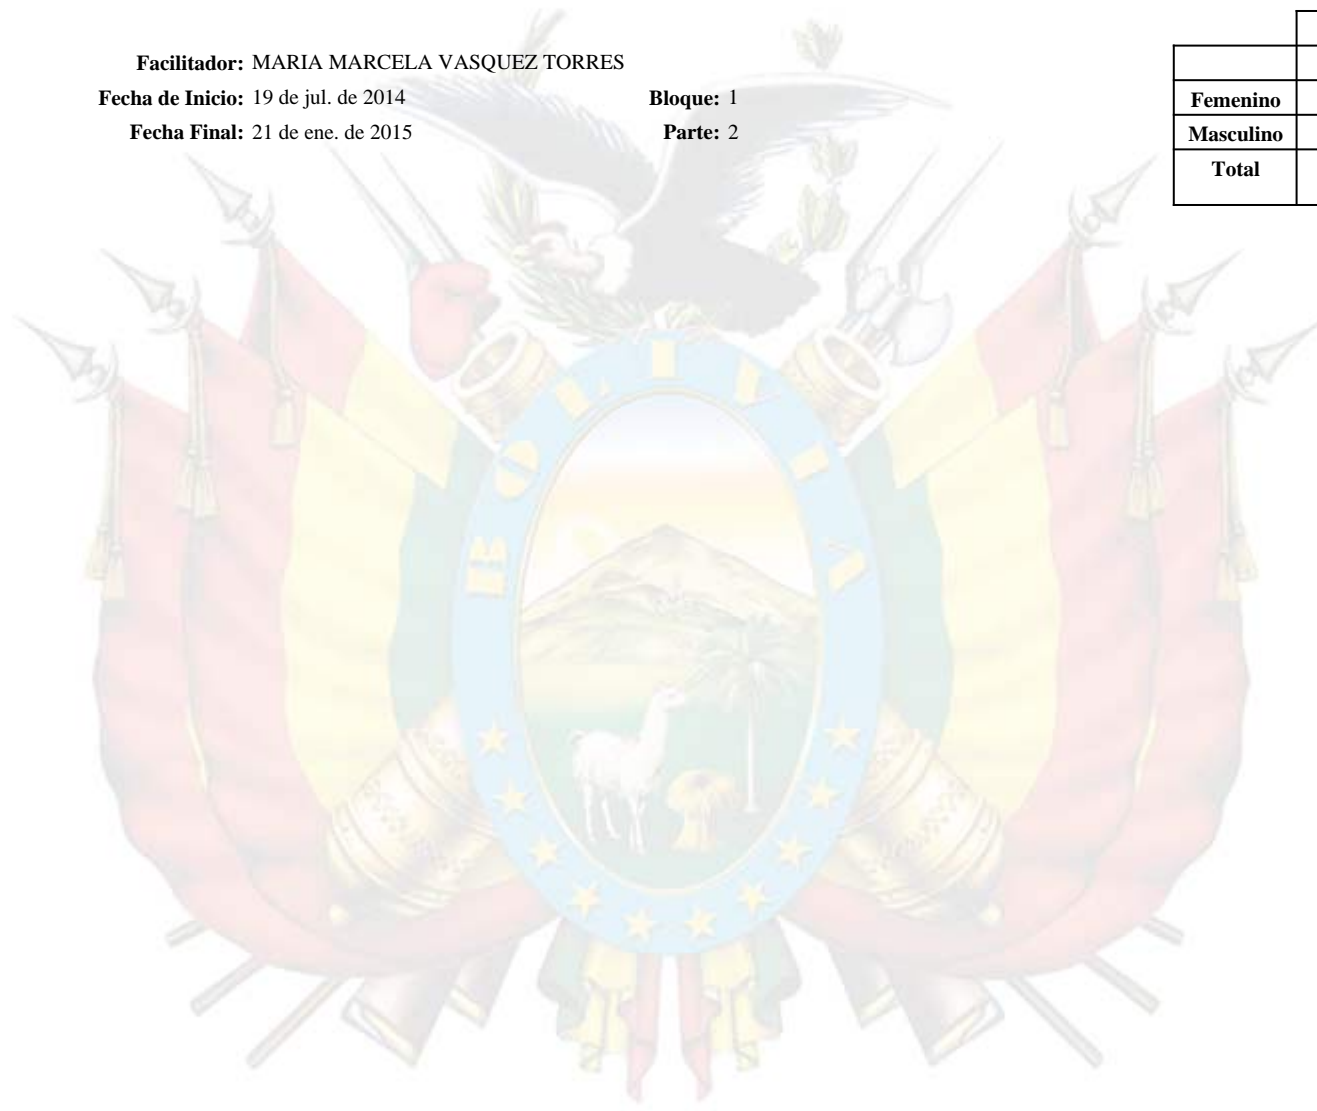 Facilitador: MARIA MARCELA VASQUEZ TORRES
Fecha de Inicio: 19 de jul. de 2014 Bloque: 1
Fecha Final: 21 de ene. de 2015 Parte: 2
Femenino
Masculino
Total
BOLIVIA